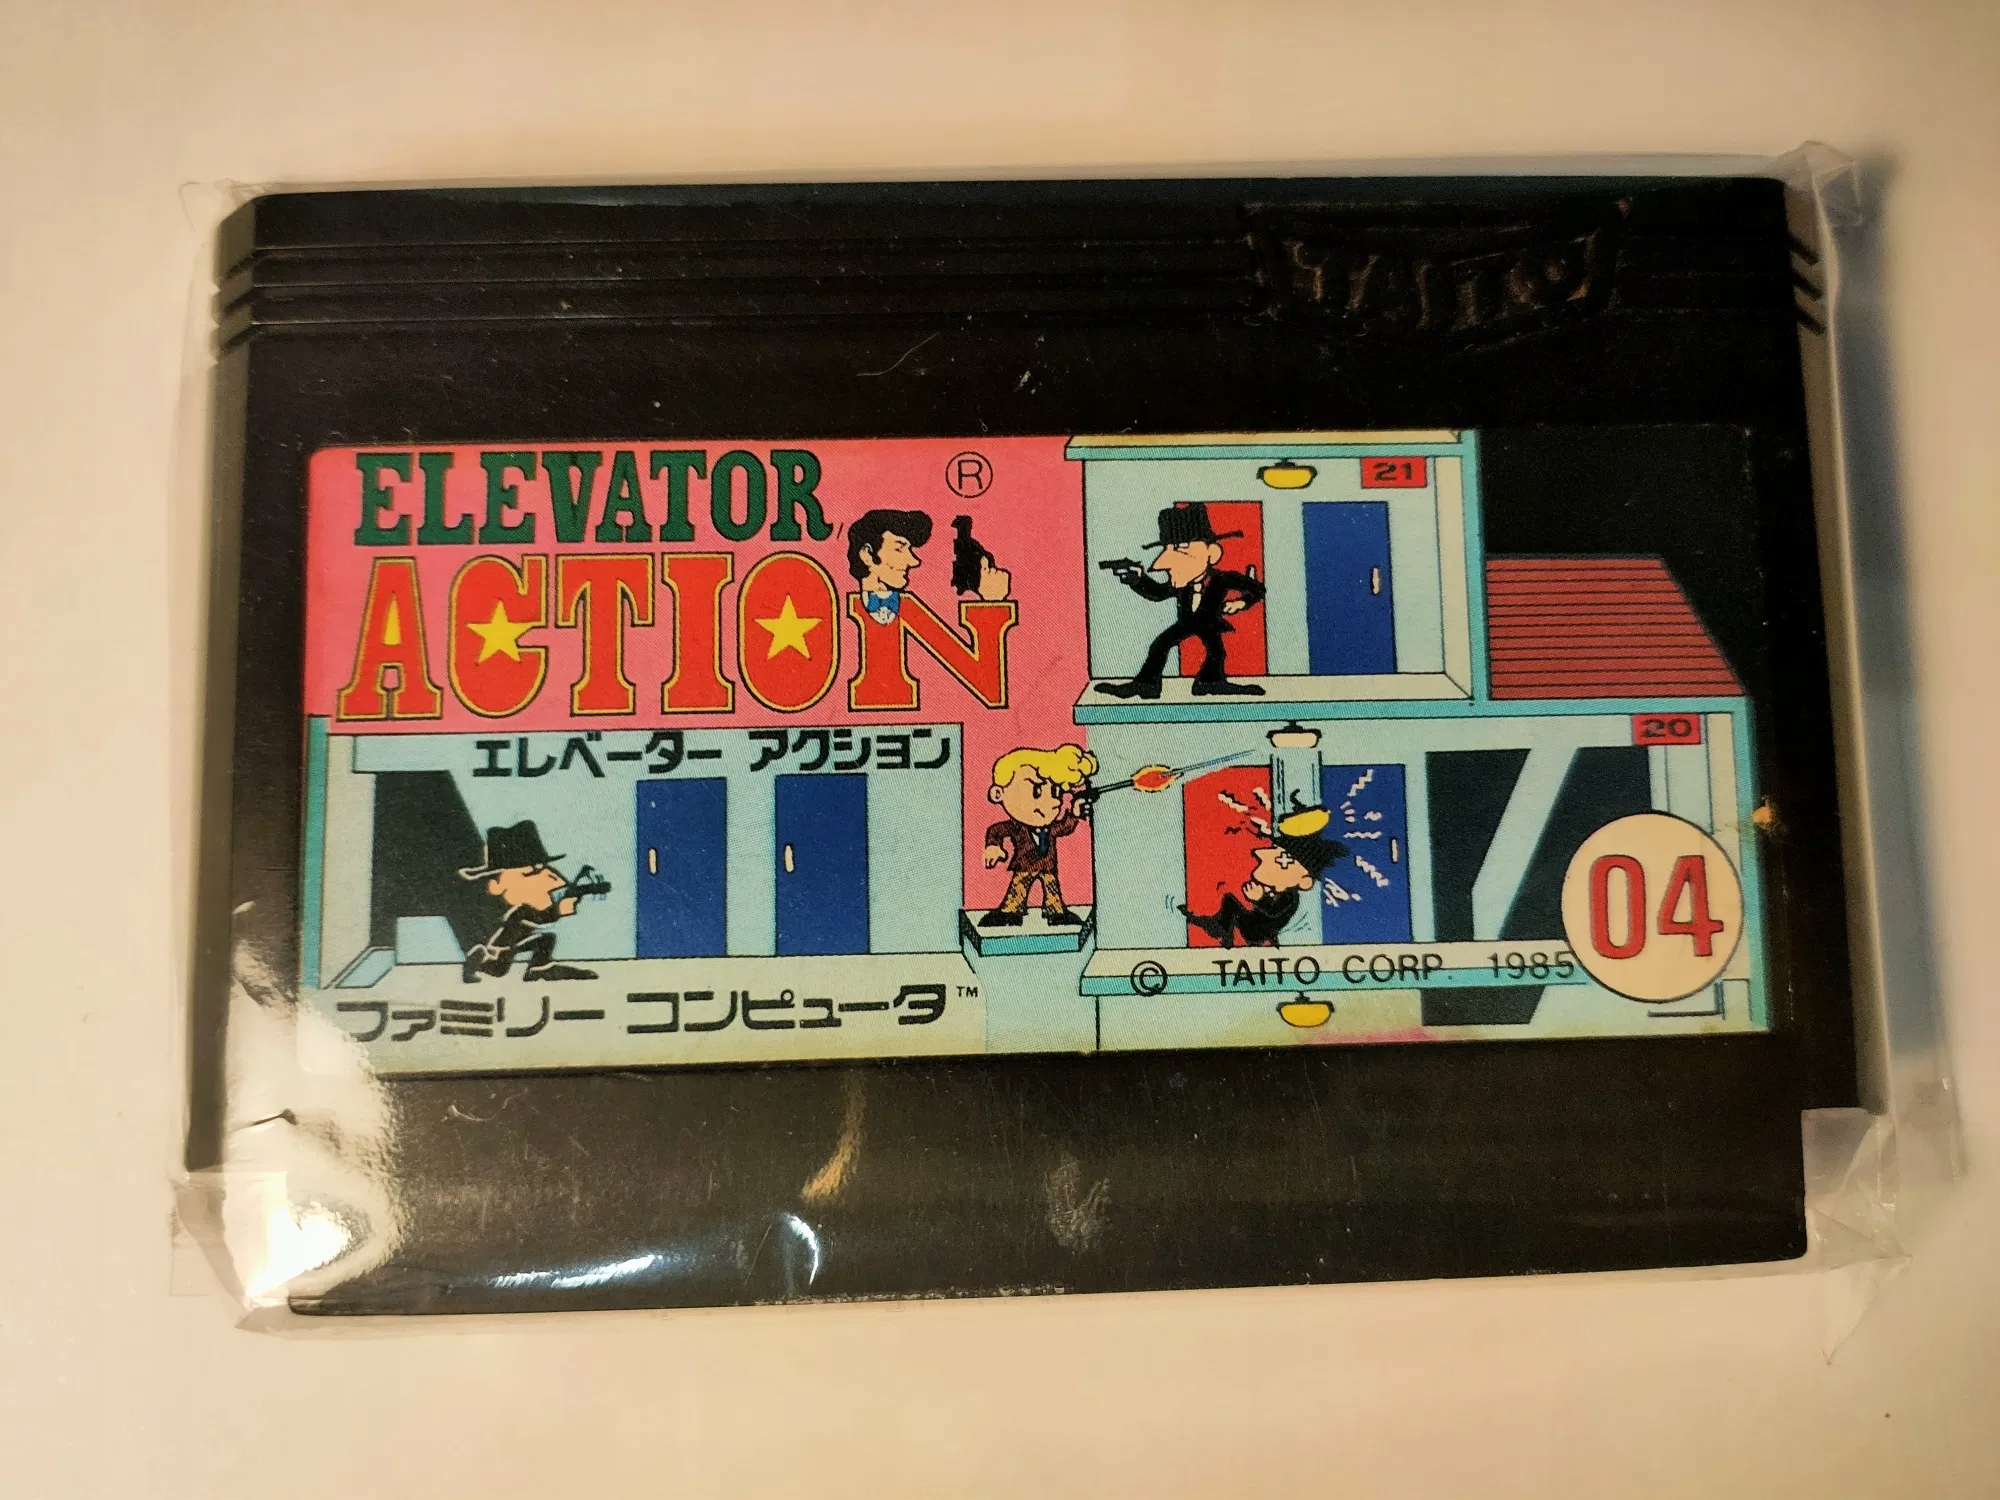 TAITO
ELEVATOR ®
ACTION
エレベーター アクション
21
20
04
© TAITO CORP. 1985
ファミリー コンピュータ™